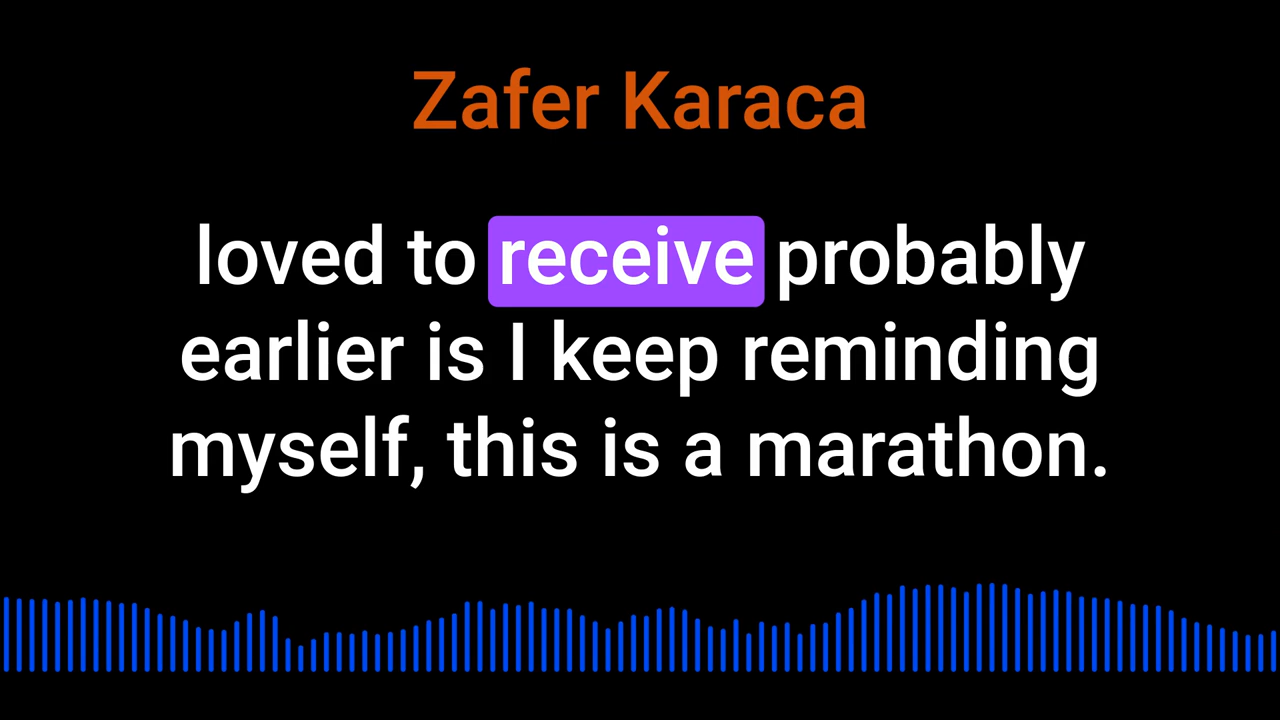 Zafer Karaca
loved to receive probably
earlier is I keep reminding
myself, this is a marathon.